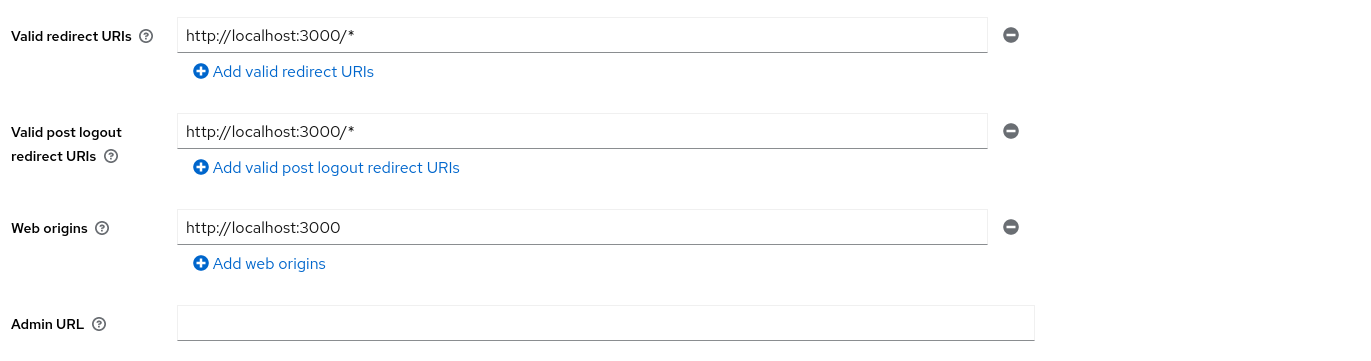 Valid redirect URIs
http://localhost:3000/*
Add valid redirect URIs
Valid post logout
redirect URIs
http://localhost:3000/*
Add valid post logout redirect URIs
Web origins
http://localhost:3000
Add web origins
Admin URL